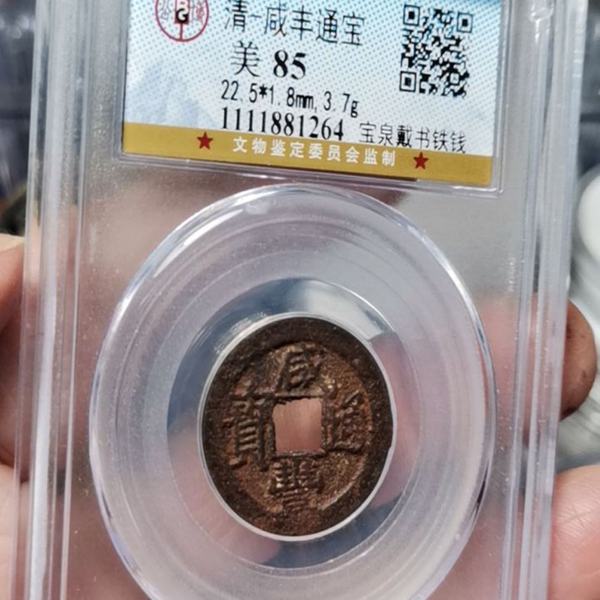 清-咸丰通宝
美 85
22.5*1.8mm,3.7g
1111881264 宝泉戴书铁钱
★ 文物鉴定委员会监制 ★
咸
寶 通
豐